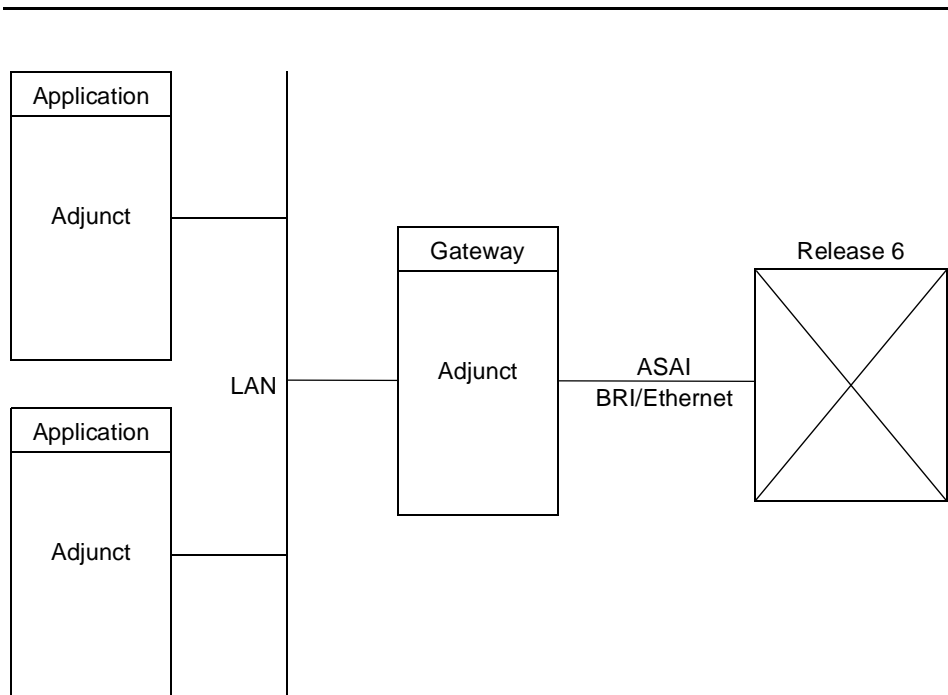 Application
Adjunct
Gateway
Adjunct
Release 6
LAN
ASAI
BRI/Ethernet
Application
Adjunct